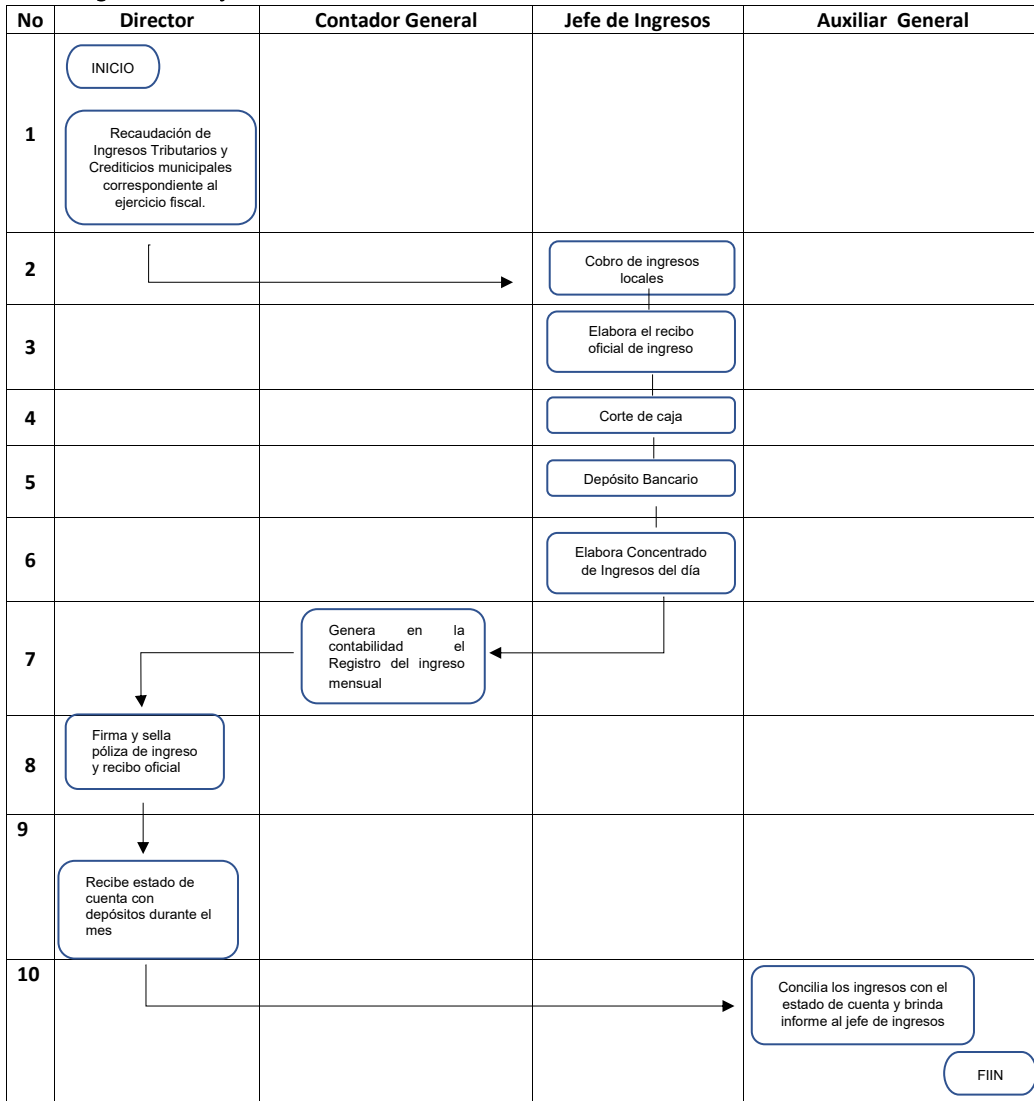 No Director Contador General Jefe de Ingresos Auxiliar General
INICIO
1
Recaudación de
Ingresos Tributarios y
Crediticios municipales
correspondiente al
ejercicio fiscal.
2
Cobro de ingresos
locales
3
Elabora el recibo
oficial de ingreso
4
Corte de caja
5
Depósito Bancario
6
Elabora Concentrado
de Ingresos del día
7
Genera en la
contabilidad el
Registro del ingreso
mensual
8
Firma y sella
póliza de ingreso
y recibo oficial
9
Recibe estado de
cuenta con
depósitos durante el
mes
10
Concilia los ingresos con el
estado de cuenta y brinda
informe al jefe de ingresos
FIIN